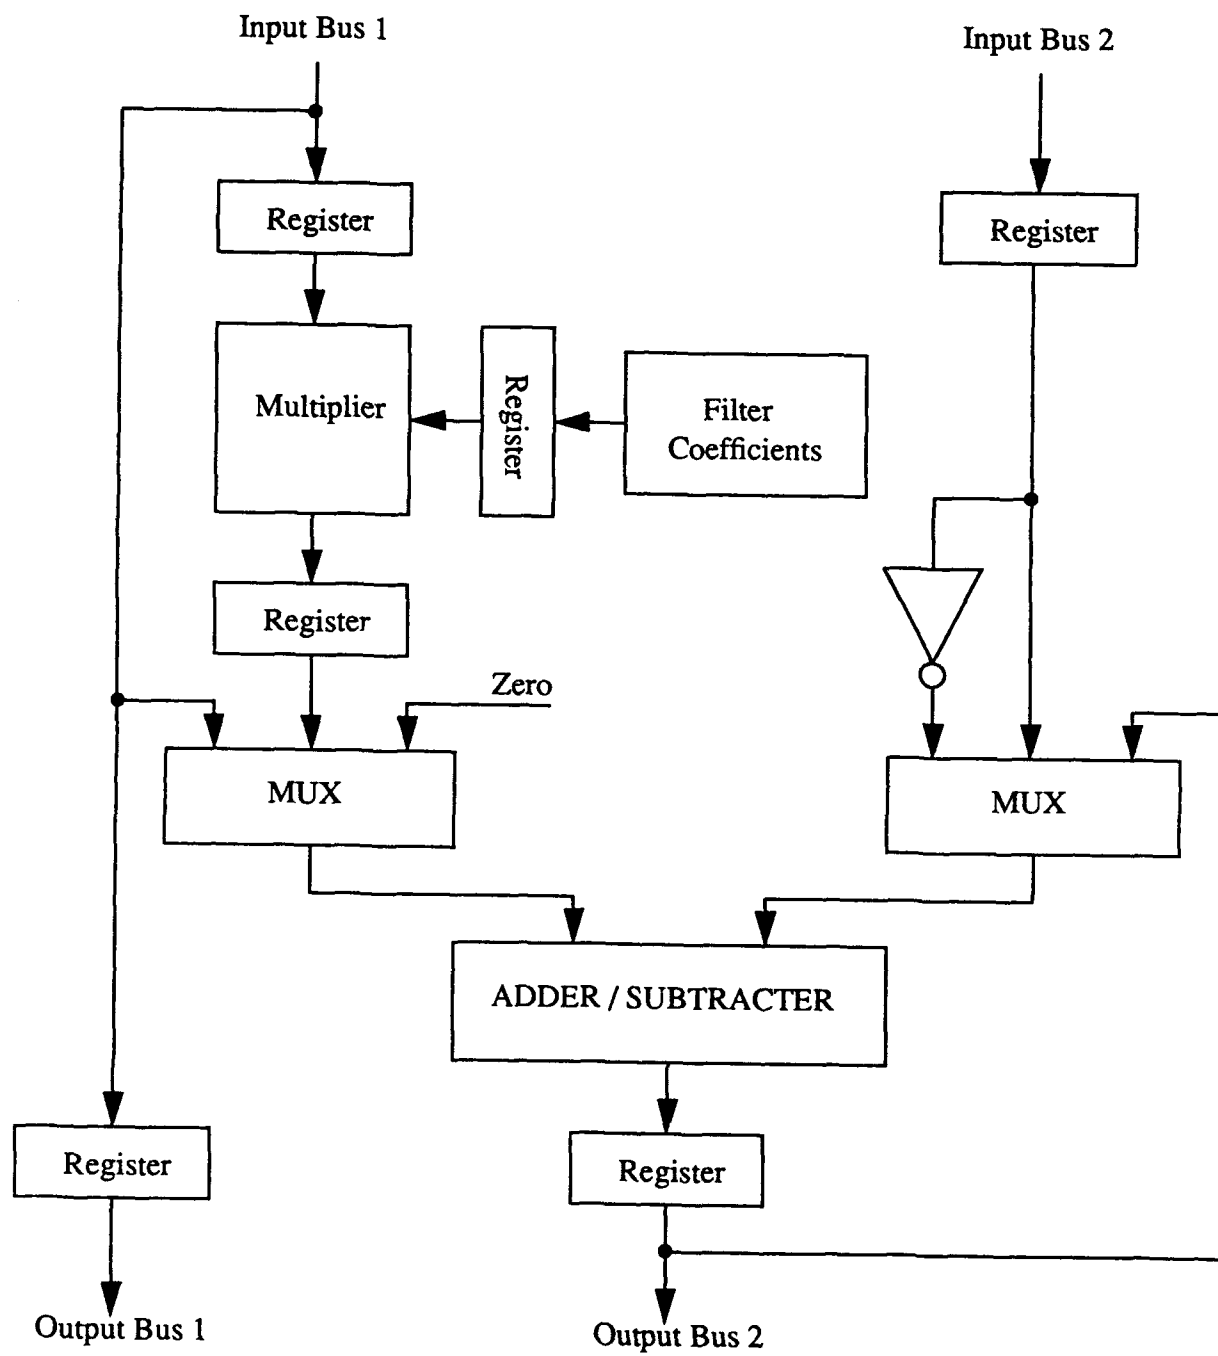 Input Bus 1
Input Bus 2
Register
Register
Multiplier
Register
Filter
Coefficients
Register
Zero
MUX
MUX
ADDER / SUBTRACTER
Register
Register
Output Bus 1
Output Bus 2